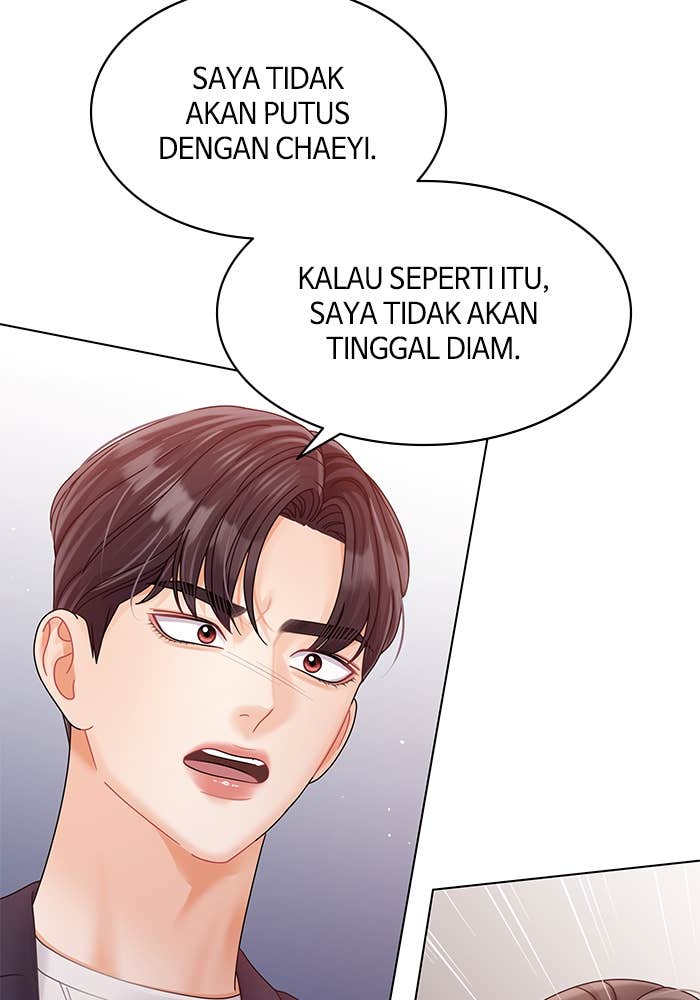 SAYA TIDAK
AKAN PUTUS
DENGAN CHAEYI.
KALAU SEPERTI ITU,
SAYA TIDAK AKAN
TINGGAL DIAM.